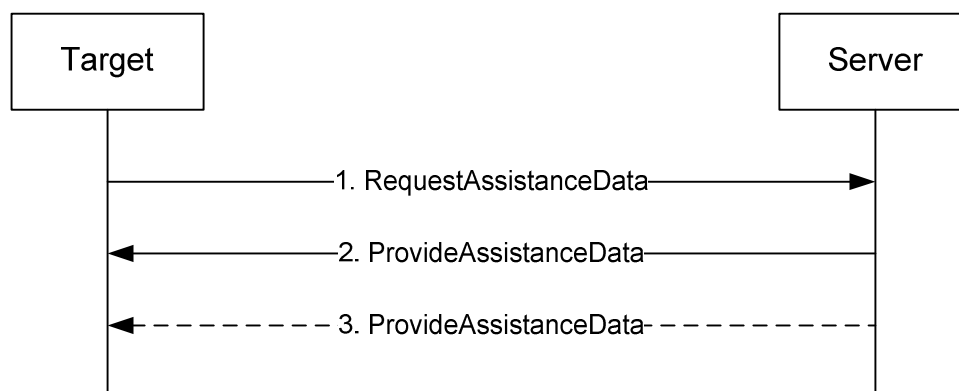 Target
Server
1. RequestAssistanceData
2. ProvideAssistanceData
3. ProvideAssistanceData